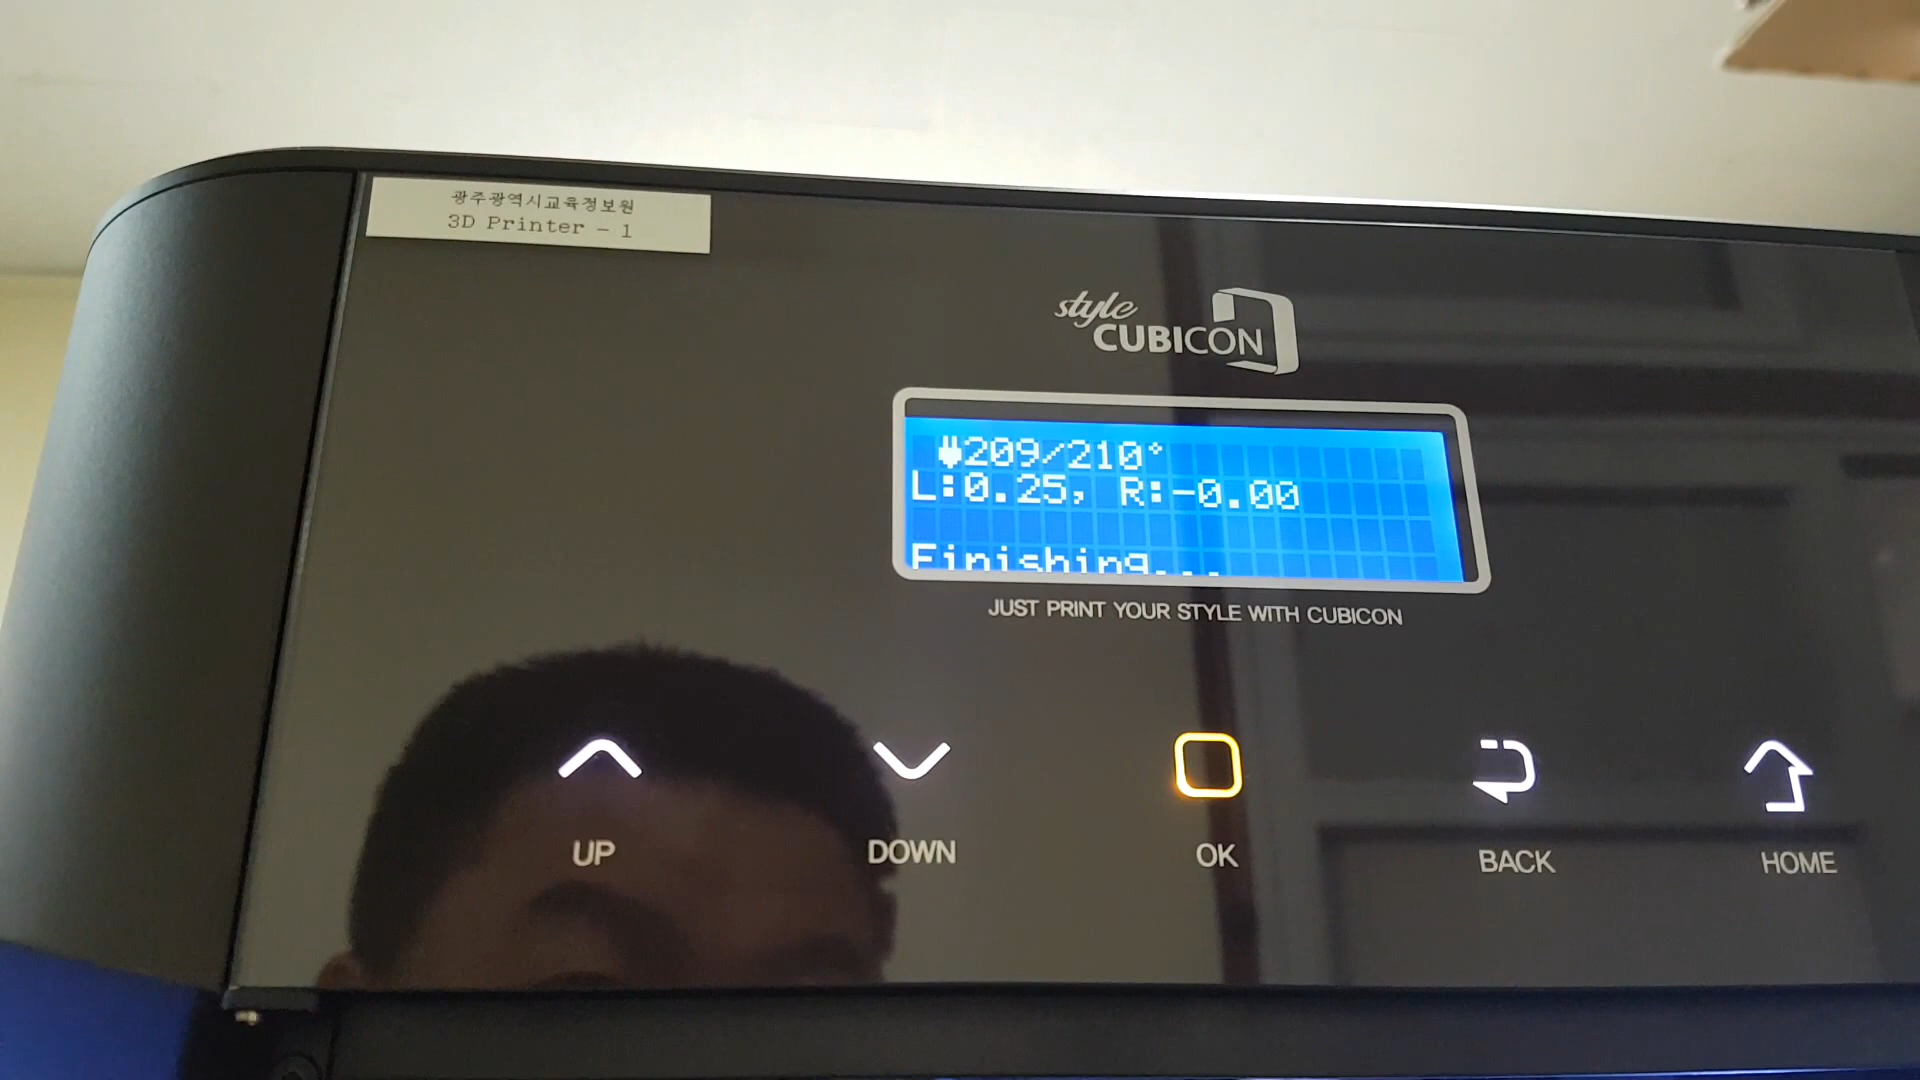 광주광역시교육정보원
3D Printer - 1
style
CUBICON
209/210°
L:0.25, R:-0.00
Finishing...
JUST PRINT YOUR STYLE WITH CUBICON
UP
DOWN
OK
BACK
HOME